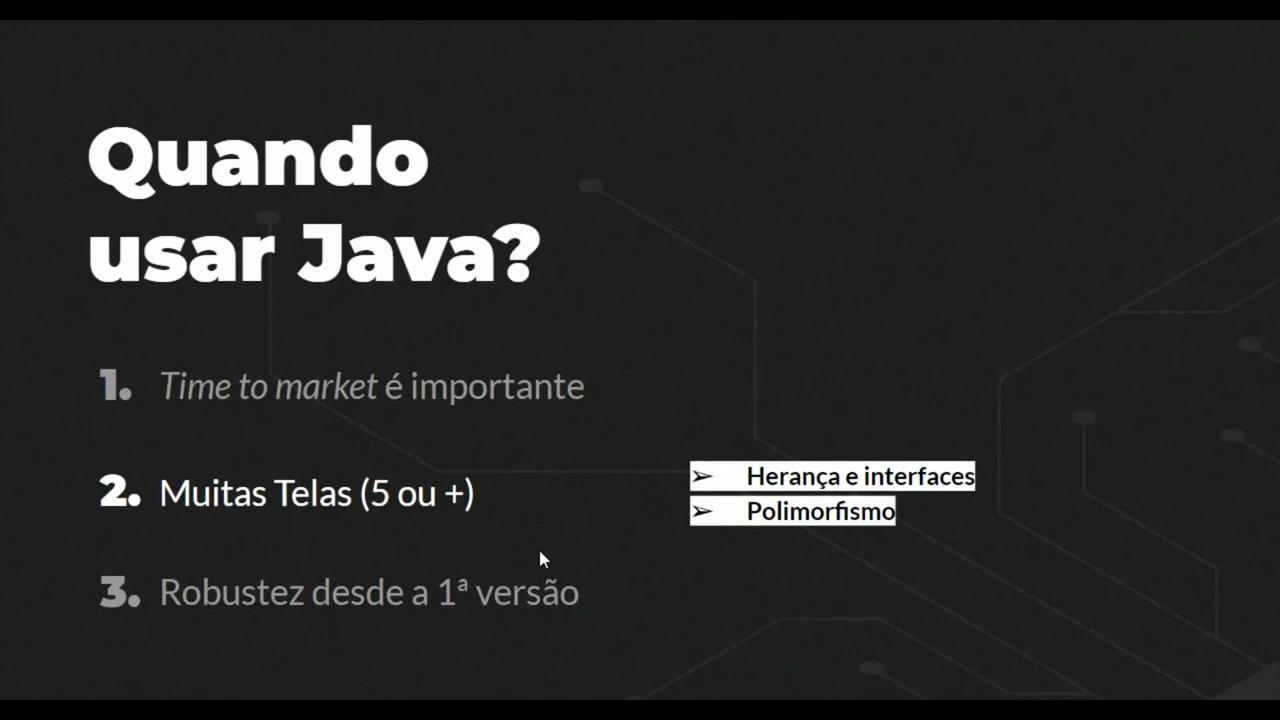 Quando
usar Java?
1. Time to market é importante
2. Muitas Telas (5 ou +)
➢ Herança e interfaces
➢ Polimorfismo
3. Robustez desde a 1ª versão